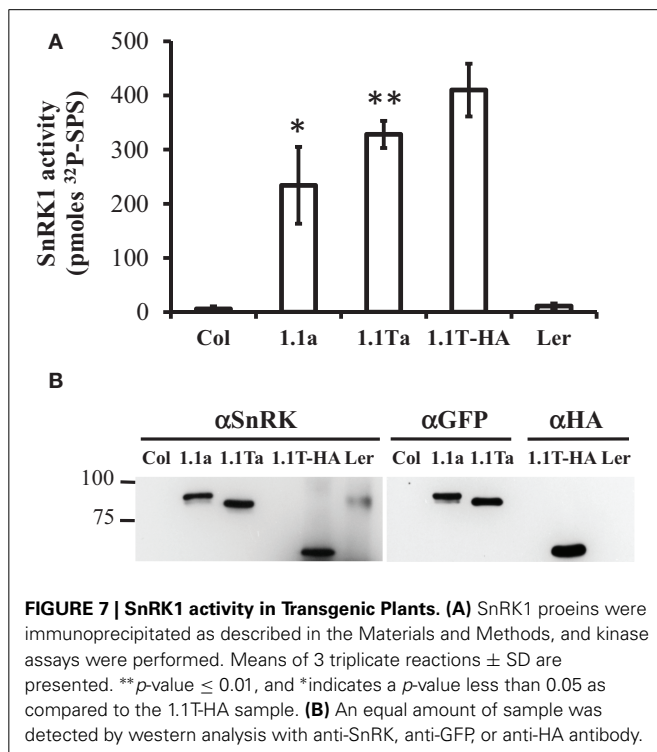 A
500
400
300
200
100
0
SnRK1 activity
(pmoles ³²P-SPS)
*
**
Col 1.1a 1.1Ta 1.1T-HA Ler
B
αSnRK αGFP αHA
Col 1.1a 1.1Ta 1.1T-HA Ler Col 1.1a 1.1Ta 1.1T-HA Ler
100
75
FIGURE 7 | SnRK1 activity in Transgenic Plants. (A) SnRK1 proeins were
immunoprecipitated as described in the Materials and Methods, and kinase
assays were performed. Means of 3 triplicate reactions ± SD are
presented. **p-value ≤ 0.01, and *indicates a p-value less than 0.05 as
compared to the 1.1T-HA sample. (B) An equal amount of sample was
detected by western analysis with anti-SnRK, anti-GFP, or anti-HA antibody.